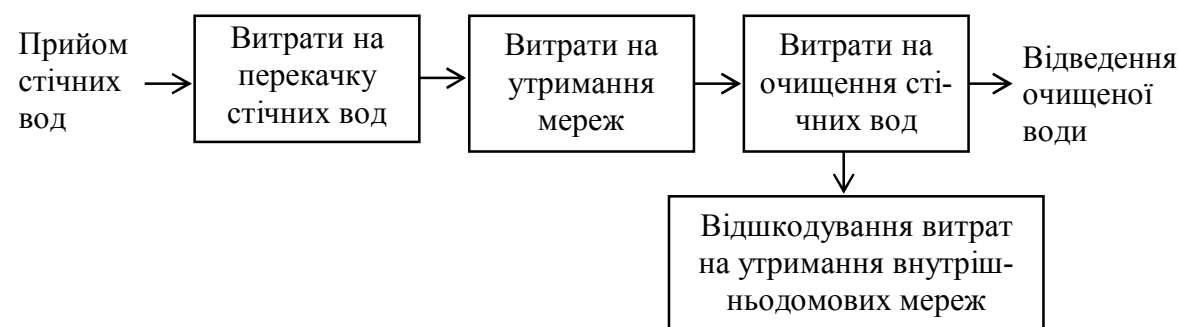 Прийом
стічних
вод
Витрати на
перекачку
стічних вод
Витрати на
утримання
мереж
Витрати на
очищення сті-
чних вод
Відведення
очищеної
води
Відшкодування витрат
на утримання внутріш-
ньодомових мереж